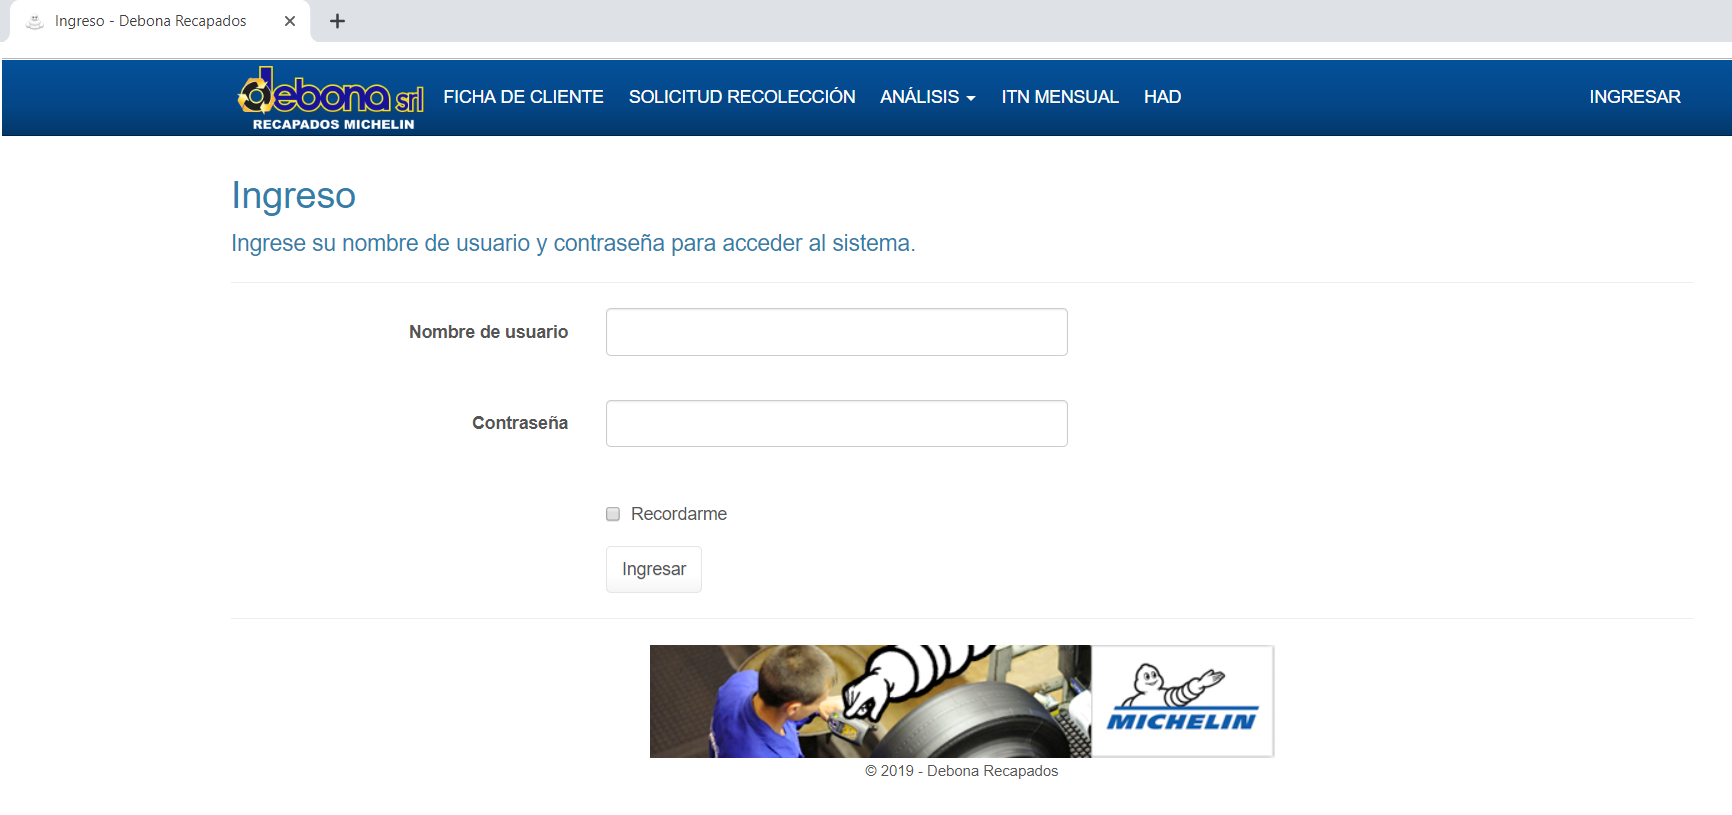 Ingreso - Debona Recapados
debona srl
RECAPADOS MICHELIN
FICHA DE CLIENTE SOLICITUD RECOLECCIÓN ANÁLISIS ITN MENSUAL HAD INGRESAR
Ingreso
Ingrese su nombre de usuario y contraseña para acceder al sistema.
Nombre de usuario
Contraseña
Recordarme
Ingresar
MICHELIN
© 2019 - Debona Recapados